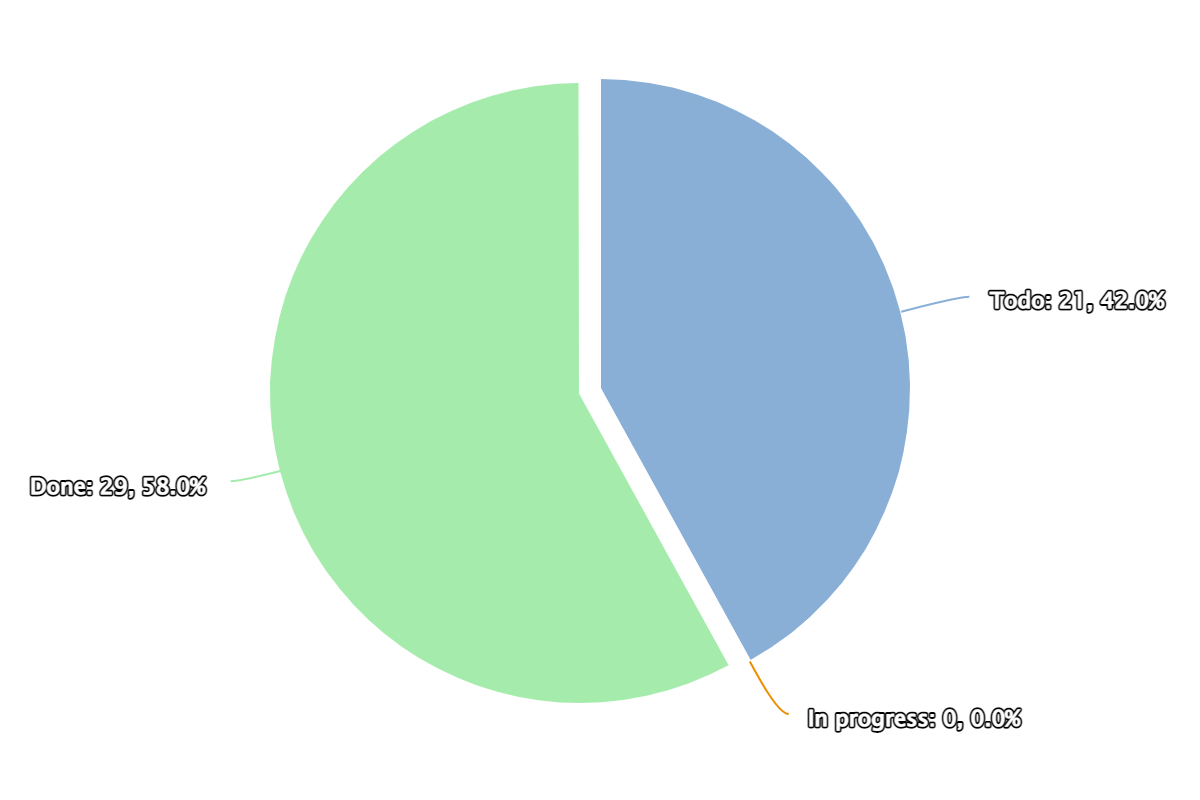 Todo: 21, 42.0%
Done: 29, 58.0%
In progress: 0, 0.0%